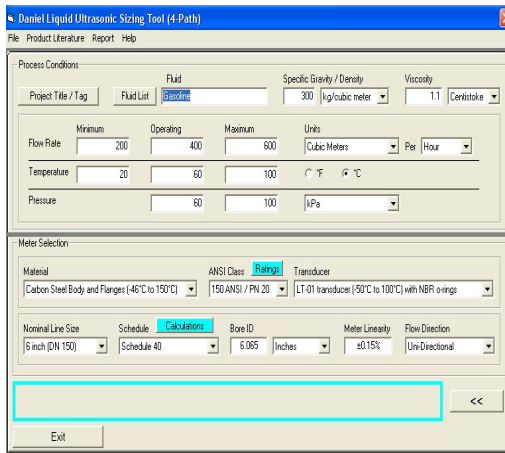 Daniel Liquid Ultrasonic Sizing Tool (4-Path)
File Product Literature Report Help
Process Conditions
Fluid Specific Gravity / Density Viscosity
Project Title / Tag Fluid List Gasoline 300 kg/cubic meter 1.1 Centistoke
Minimum Operating Maximum Units
Flow Rate 200 400 600 Cubic Meters Per Hour
Temperature 20 60 100 °F °C
Pressure 60 100 kPa
Meter Selection
Material ANSI Class Ratings Transducer
Carbon Steel Body and Flanges (-46°C to 150°C) 150 ANSI / PN 20 LT-01 transducer (-50°C to 100°C) with NBR o-rings
Nominal Line Size Schedule Calculations Bore ID Meter Linearity Flow Direction
6 inch (DN 150) Schedule 40 6.065 Inches ±0.15% Uni-Directional
<<
Exit